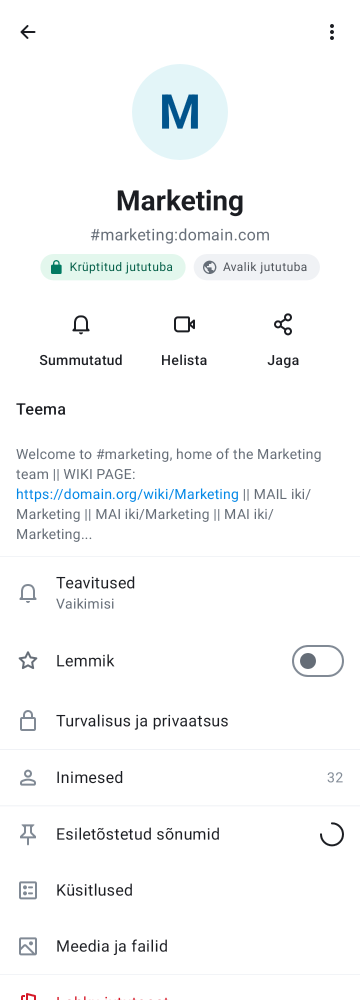 M
Marketing
#marketing:domain.com
Krüptitud jututuba
Avalik jututuba
Summutatud
Helista
Jaga
Teema
Welcome to #marketing, home of the Marketing
team || WIKI PAGE:
https://domain.org/wiki/Marketing || MAIL iki/
Marketing || MAI iki/Marketing || MAI iki/
Marketing...
Teavitused
Vaikimisi
Lemmik
Turvalisus ja privaatsus
Inimesed
32
Esiletõstetud sõnumid
Küsitlused
Meedia ja failid